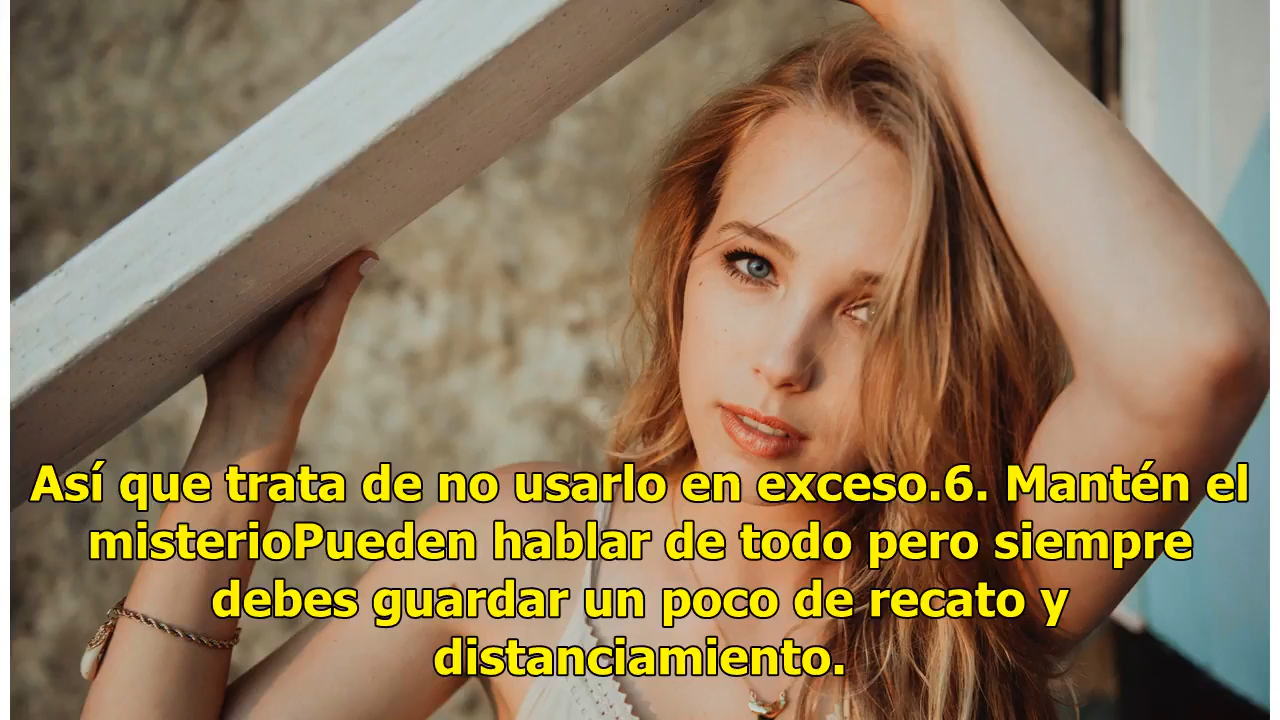 Así que trata de no usarlo en exceso.6. Mantén el
misterioPueden hablar de todo pero siempre
debes guardar un poco de recato y
distanciamiento.